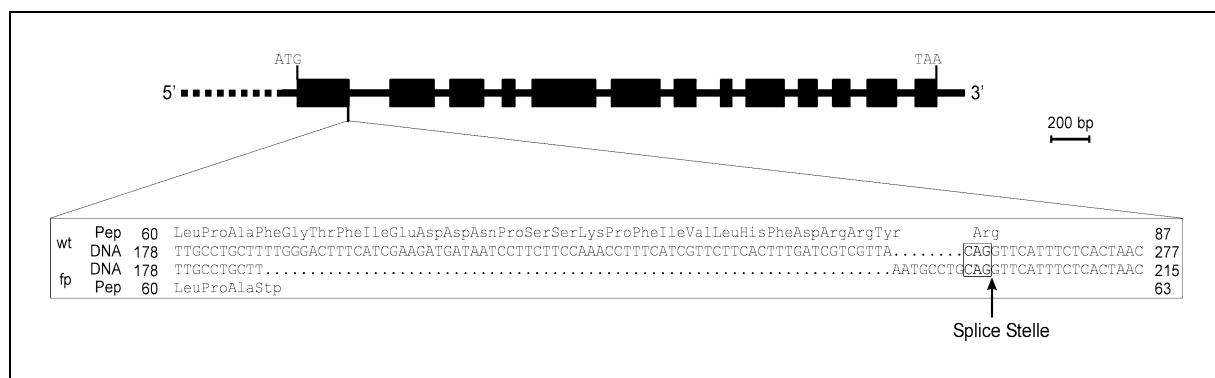 ATG TAA
5' 3'
200 bp
wt Pep 60 LeuProAlaPheGlyThrPheIleGluAspAspAsnProSerSerLysProPheIleValLeuHisPheAspArgArgTyr Arg 87
DNA 178 TTGCCTGCTTTTGGGACTTTCATCGAAGATGATAATCCTTCTTCCAAACCTTTCATCGTTCTTCACTTTGATCGTCGTTA........CAGGTTCATTTCTCACTAAC 277
fp DNA 178 TTGCCTGCTT......................................................................AATGCCTGCAGGTTCATTTCTCACTAAC 215
Pep 60 LeuProAlaStp 63
Splice Stelle